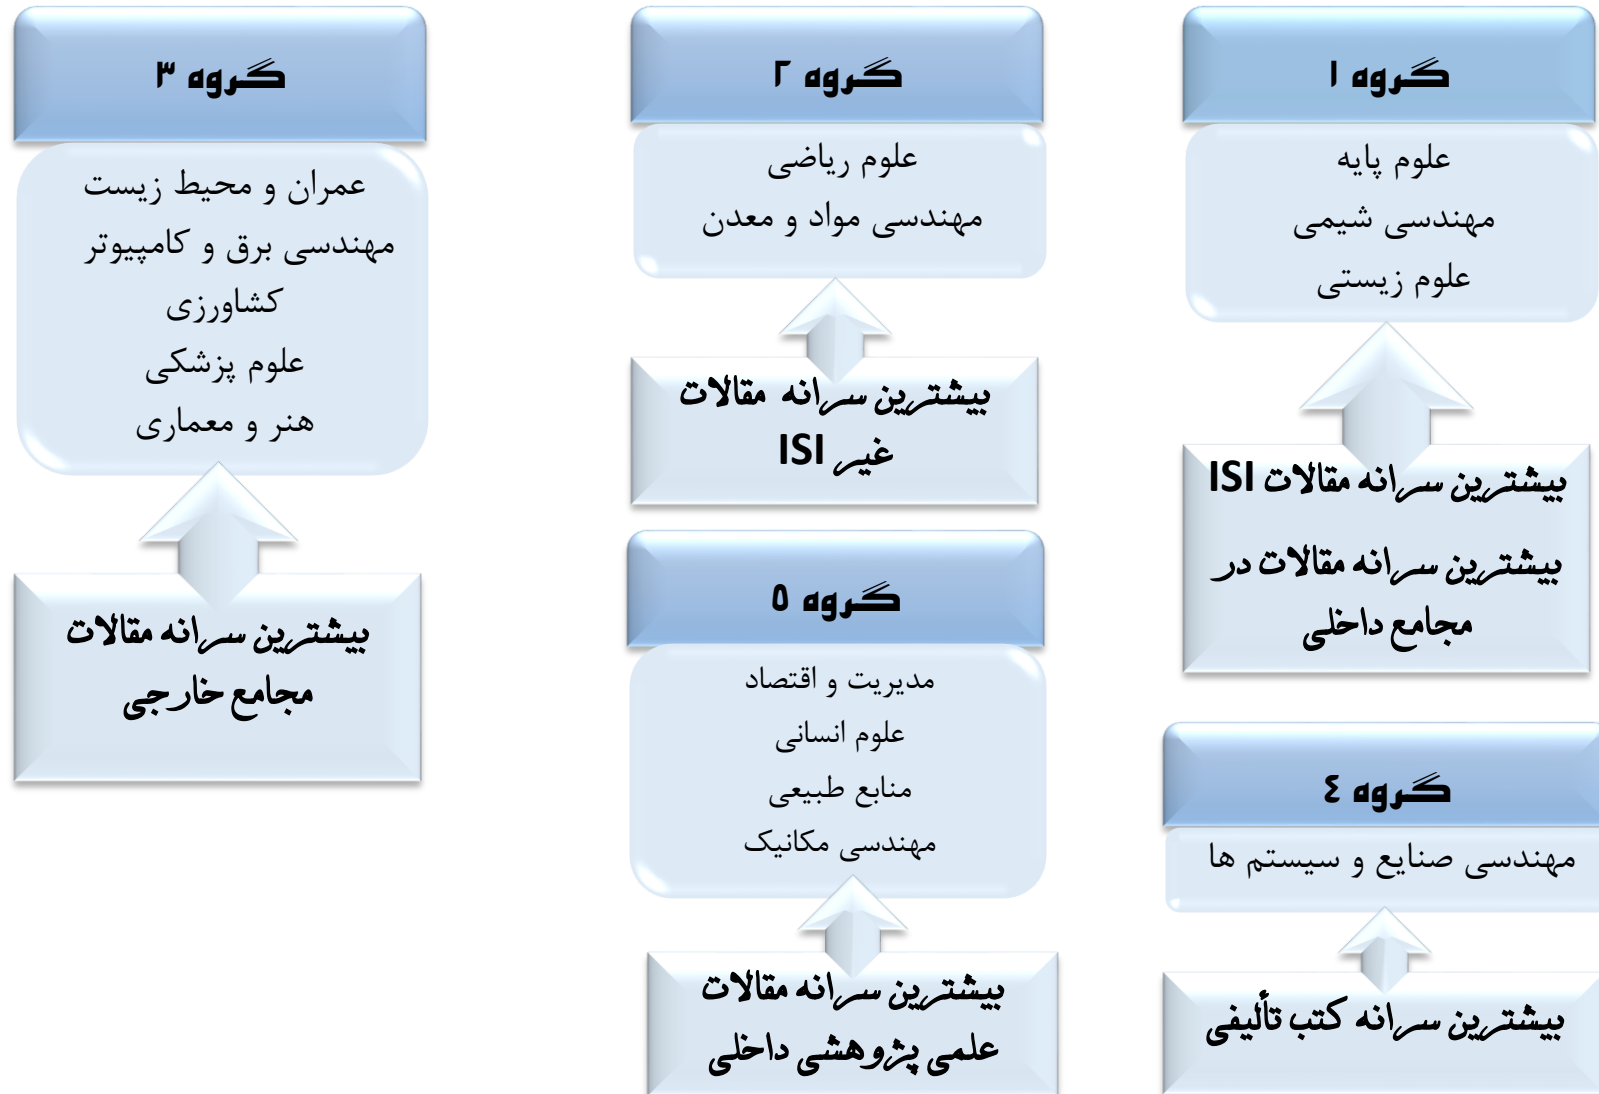 گروه ۱
علوم پایه
مهندسی شیمی
علوم زیستی
بیشترین سرانه مقالات ISI
بیشترین سرانه مقالات در
مجامع داخلی
گروه ۲
علوم ریاضی
مهندسی مواد و معدن
بیشترین سرانه مقالات
غیر ISI
گروه ۳
عمران و محیط زیست
مهندسی برق و کامپیوتر
کشاورزی
علوم پزشکی
هنر و معماری
بیشترین سرانه مقالات
مجامع خارجی
گروه ٤
مهندسی صنایع و سیستم ها
بیشترین سرانه کتب تألیفی
گروه ۵
مدیریت و اقتصاد
علوم انسانی
منابع طبیعی
مهندسی مکانیک
بیشترین سرانه مقالات
علمی پژوهشی داخلی